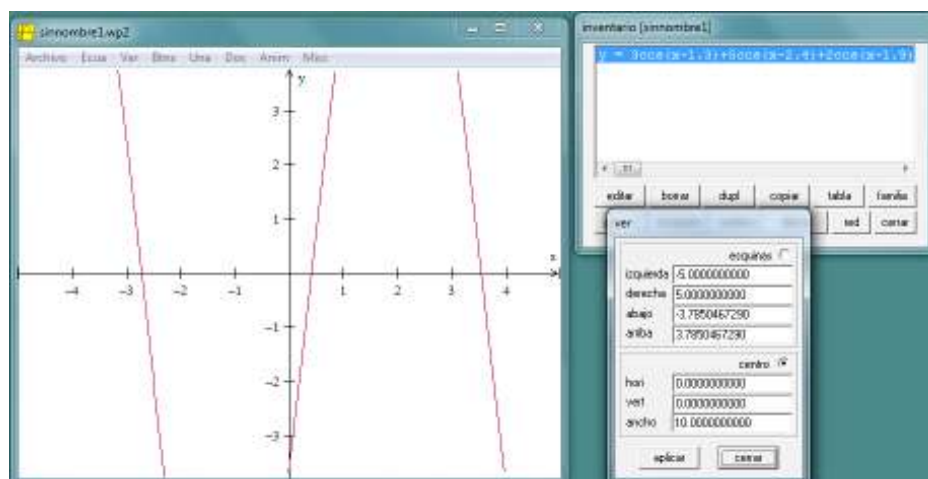 sinnombre1.wp2
Archivo Ecua Ver Btns Una Dos Anim Misc
y
3
2
1
-1
-2
-3
-4 -3 -2 -1 1 2 3 4
x
inventario [sinnombre1]
editar borrar dupl copiar tabla familia
red cerrar
ver
esquinas
izquierda -5.0000000000
derecha 5.0000000000
abajo -3.7850467290
arriba 3.7850467290
centro
hori 0.0000000000
vert 0.0000000000
ancho 10.0000000000
aplicar cerrar